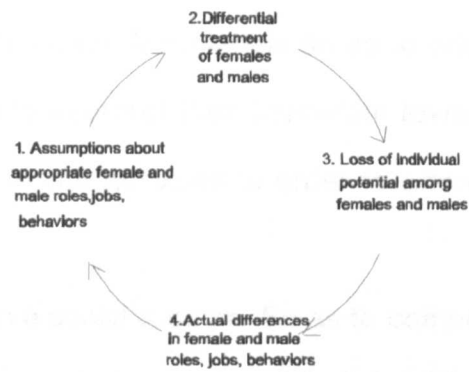 2.Differential
treatment
of females
and males
1. Assumptions about
appropriate female and
male roles,jobs,
behaviors
3. Loss of individual
potential among
females and males
4.Actual differences
in female and male
roles, jobs, behaviors